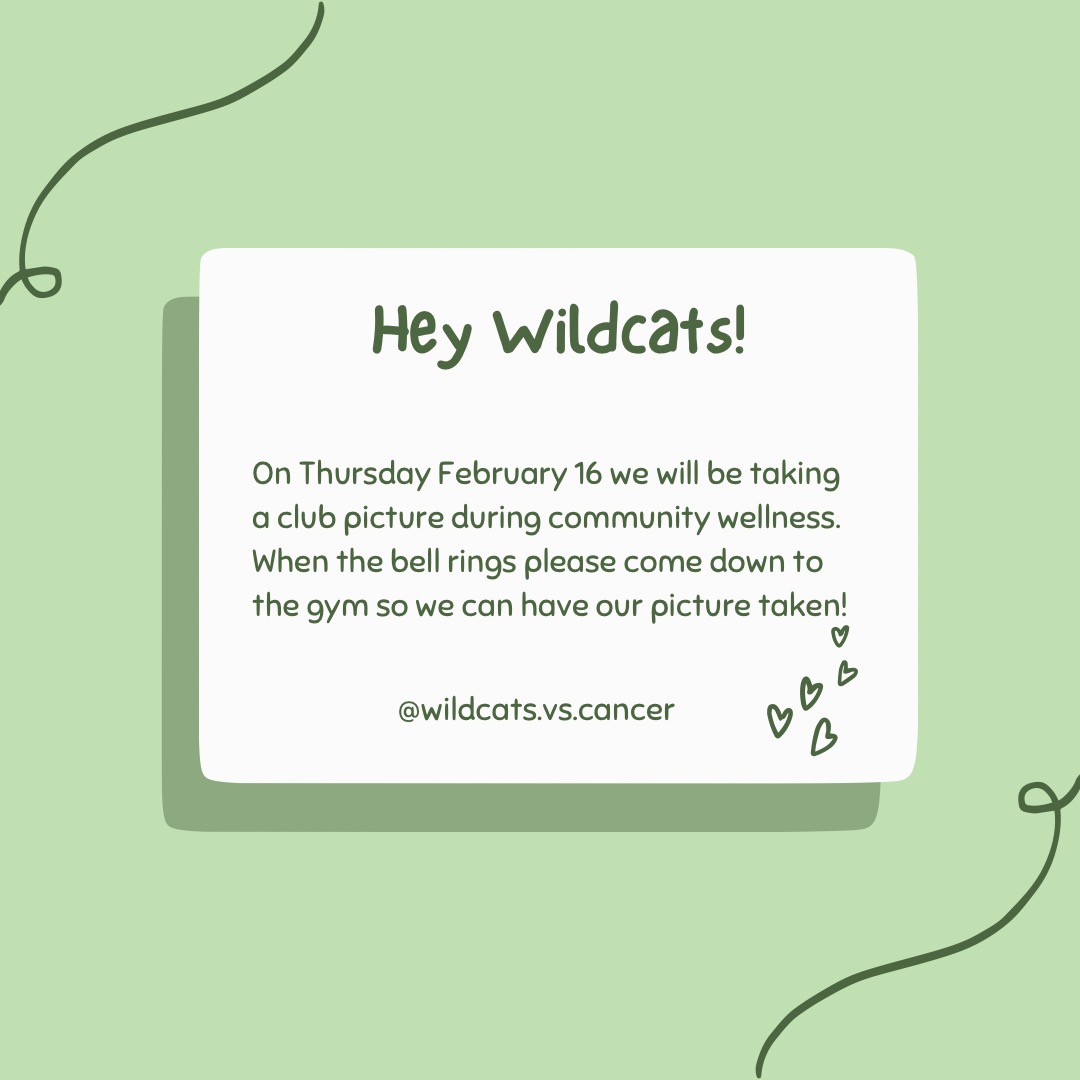 Hey Wildcats!
On Thursday February 16 we will be taking
a club picture during community wellness.
When the bell rings please come down to
the gym so we can have our picture taken!
@wildcats.vs.cancer